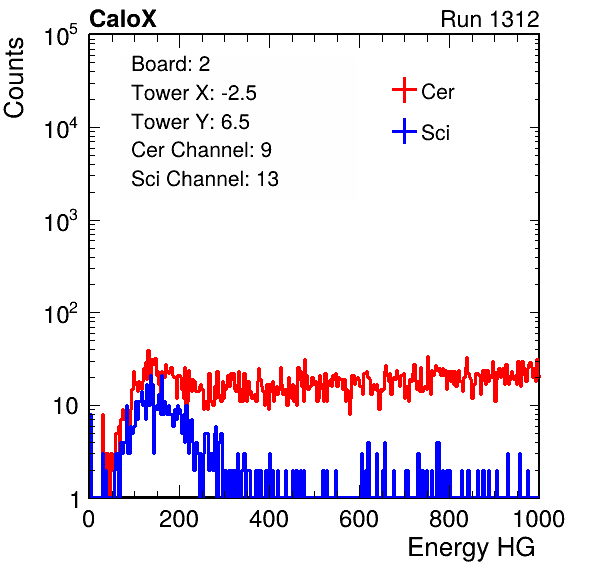 CaloX Run 1312
Counts
10^5
10^4
10^3
10^2
10
1
Board: 2
Tower X: -2.5
Tower Y: 6.5
Cer Channel: 9
Sci Channel: 13
Cer
Sci
0 200 400 600 800 1000
Energy HG